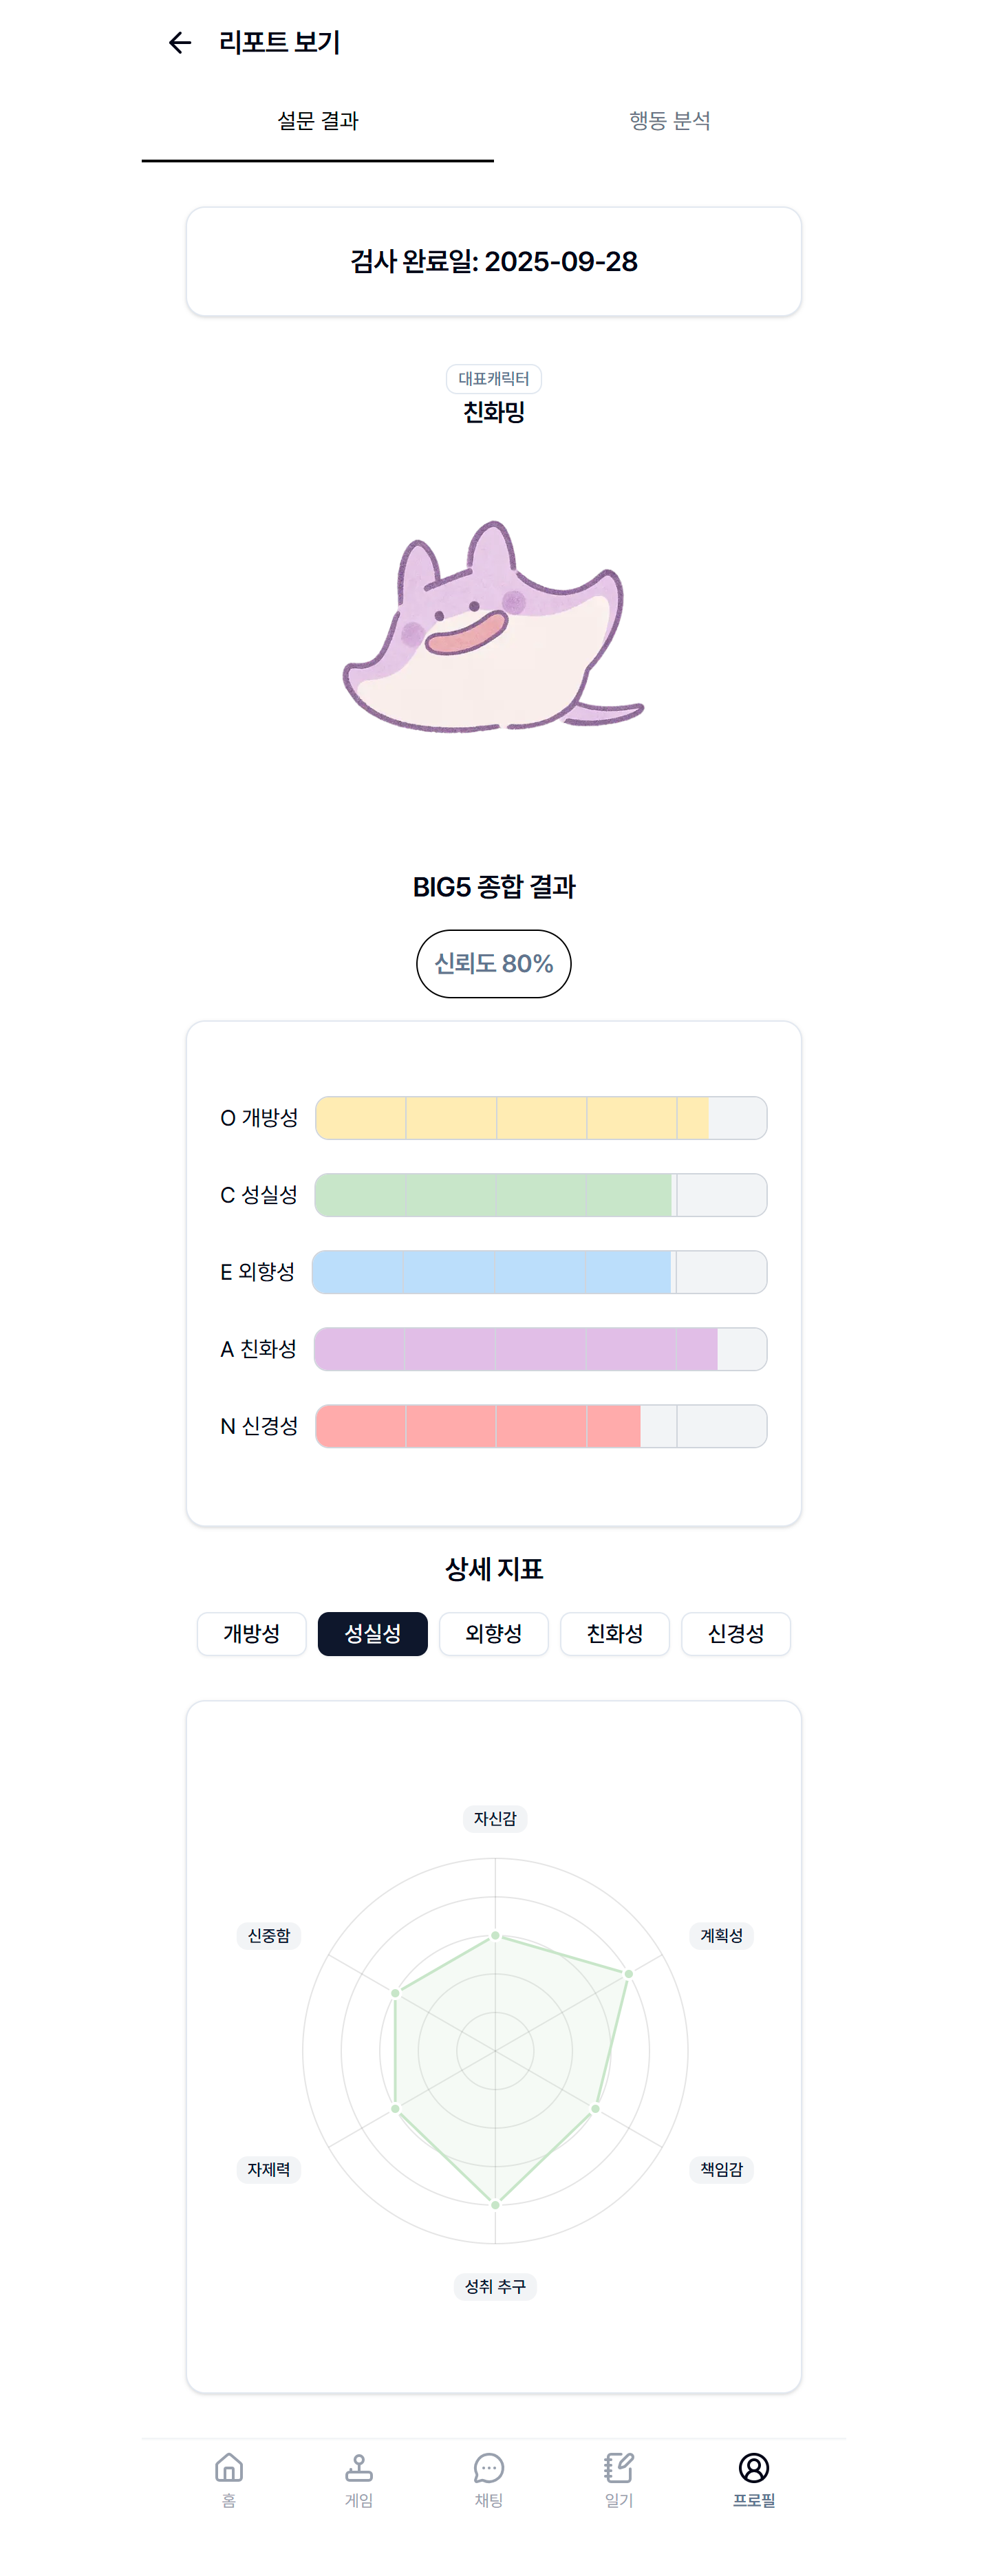 리포트 보기
설문 결과
행동 분석
검사 완료일: 2025-09-28
대표캐릭터
친화밍
BIG5 종합 결과
신뢰도 80%
O 개방성
C 성실성
E 외향성
A 친화성
N 신경성
상세 지표
개방성 성실성 외향성 친화성 신경성
자신감
신중함 계획성
자제력 책임감
성취 추구
홈 게임 채팅 일기 프로필